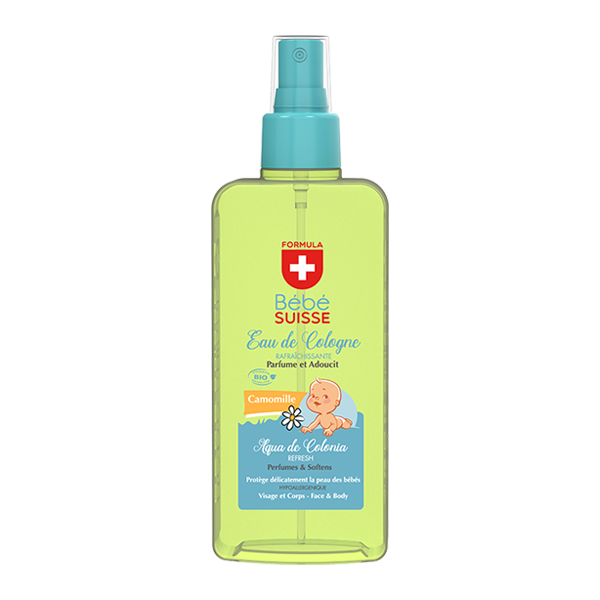 FORMULA
Bébé
SUISSE
Eau de Cologne
RAFRAÎCHISSANTE
Parfume et Adoucit
BIO
Camomille
Aqua de Colonia
REFRESH
Perfumes & Softens
Protège délicatement la peau des bébés
HYPOALLERGENIQUE
Visage et Corps - Face & Body